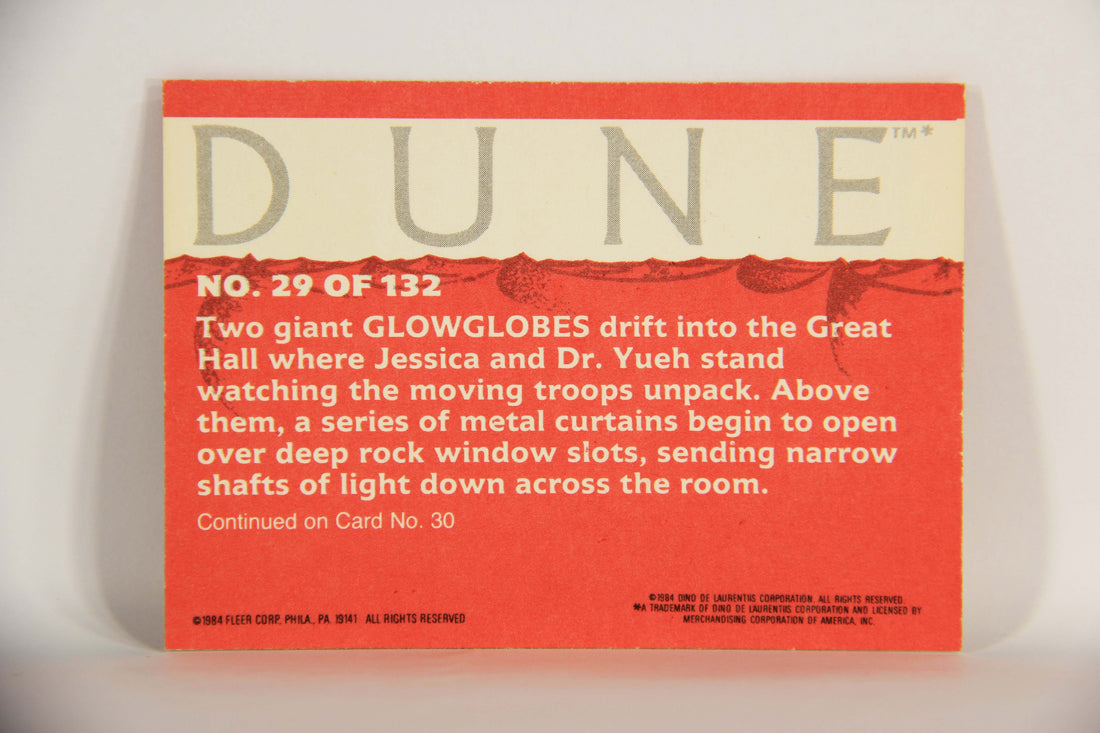 DUNE TM*
NO. 29 OF 132
Two giant GLOWGLOBES drift into the Great
Hall where Jessica and Dr. Yueh stand
watching the moving troops unpack. Above
them, a series of metal curtains begin to open
over deep rock window slots, sending narrow
shafts of light down across the room.
Continued on Card No. 30
©1984 FLEER CORP. PHILA., PA. 19141 ALL RIGHTS RESERVED
©1984 DINO DE LAURENTIIS CORPORATION. ALL RIGHTS RESERVED.
*A TRADEMARK OF DINO DE LAURENTIIS CORPORATION AND LICENSED BY
MERCHANDISING CORPORATION OF AMERICA, INC.